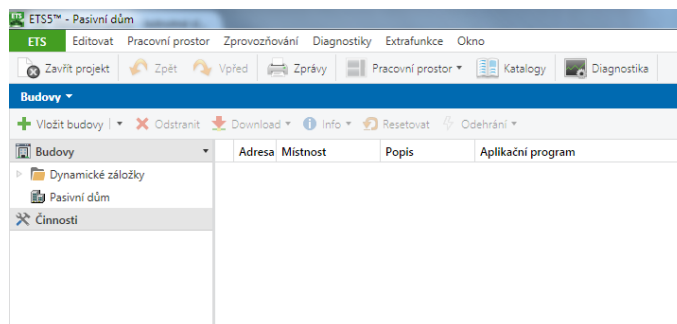 ETS5™ - Pasivní dům
ETS Editovat Pracovní prostor Zprovozňování Diagnostiky Extrafunkce Okno
Zavřít projekt Zpět Vpřed Zprávy Pracovní prostor Katalogy Diagnostika
Budovy
Vložit budovy Odstranit Download Info Resetovat Odehrání
Budovy Adresa Místnost Popis Aplikační program
Dynamické záložky
Pasivní dům
Činnosti